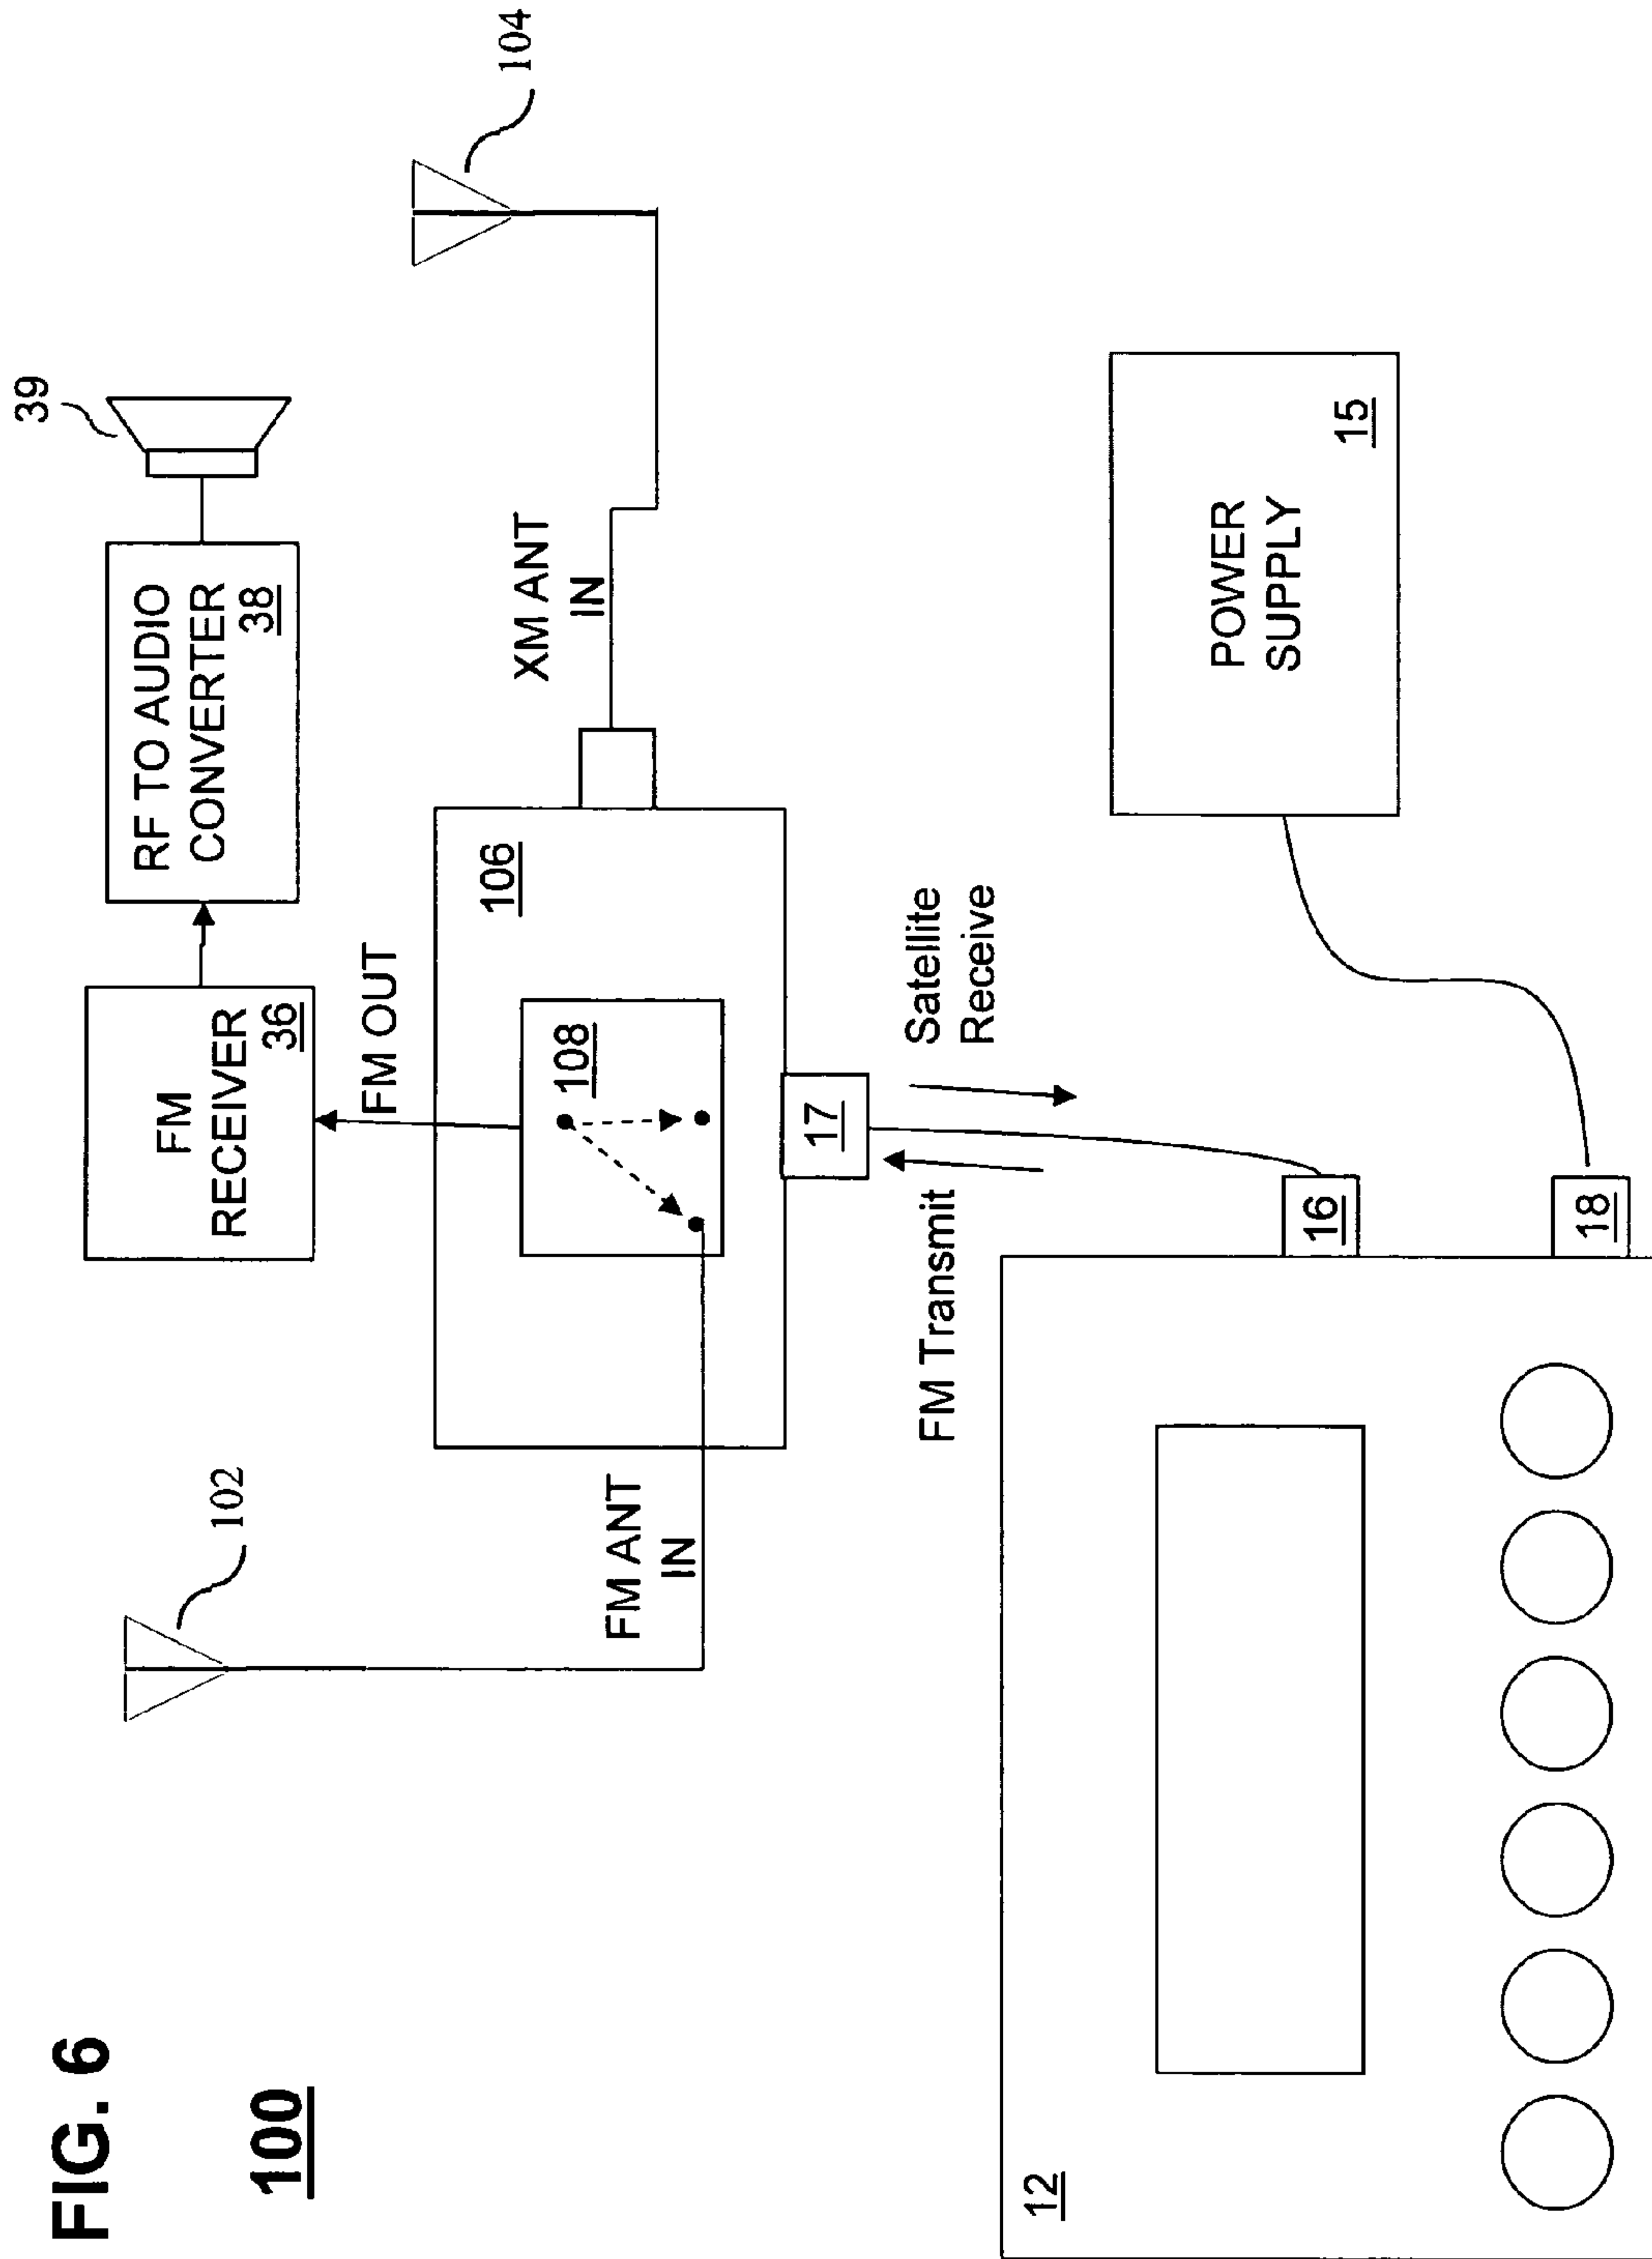 FIG. 6
100
39
104
102
RF TO AUDIO
CONVERTER
38
FM
RECEIVER
36
FM OUT
XM ANT
IN
106
108
FM ANT
IN
17
Satellite
Receive
FM Transmit
POWER
SUPPLY
15
16
18
12